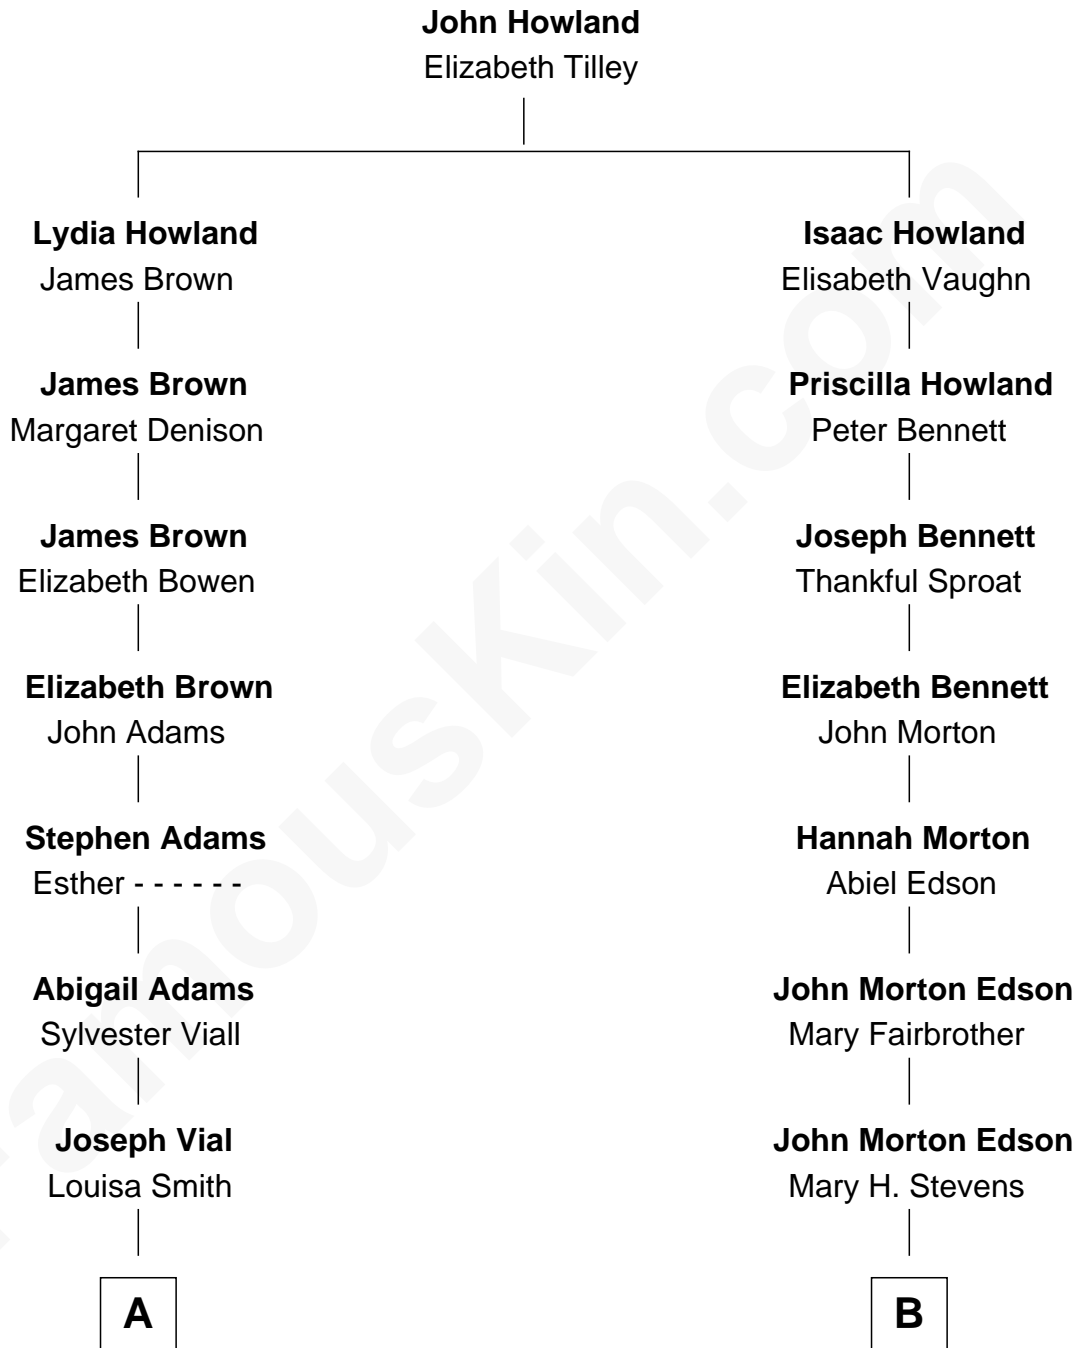 John Howland
Elizabeth Tilley
Lydia Howland
James Brown
James Brown
Margaret Denison
James Brown
Elizabeth Bowen
Elizabeth Brown
John Adams
Stephen Adams
Esther - - - - - -
Abigail Adams
Sylvester Viall
Joseph Vial
Louisa Smith
A
Isaac Howland
Elisabeth Vaughn
Priscilla Howland
Peter Bennett
Joseph Bennett
Thankful Sproat
Elizabeth Bennett
John Morton
Hannah Morton
Abiel Edson
John Morton Edson
Mary Fairbrother
John Morton Edson
Mary H. Stevens
B
FamousKin.com